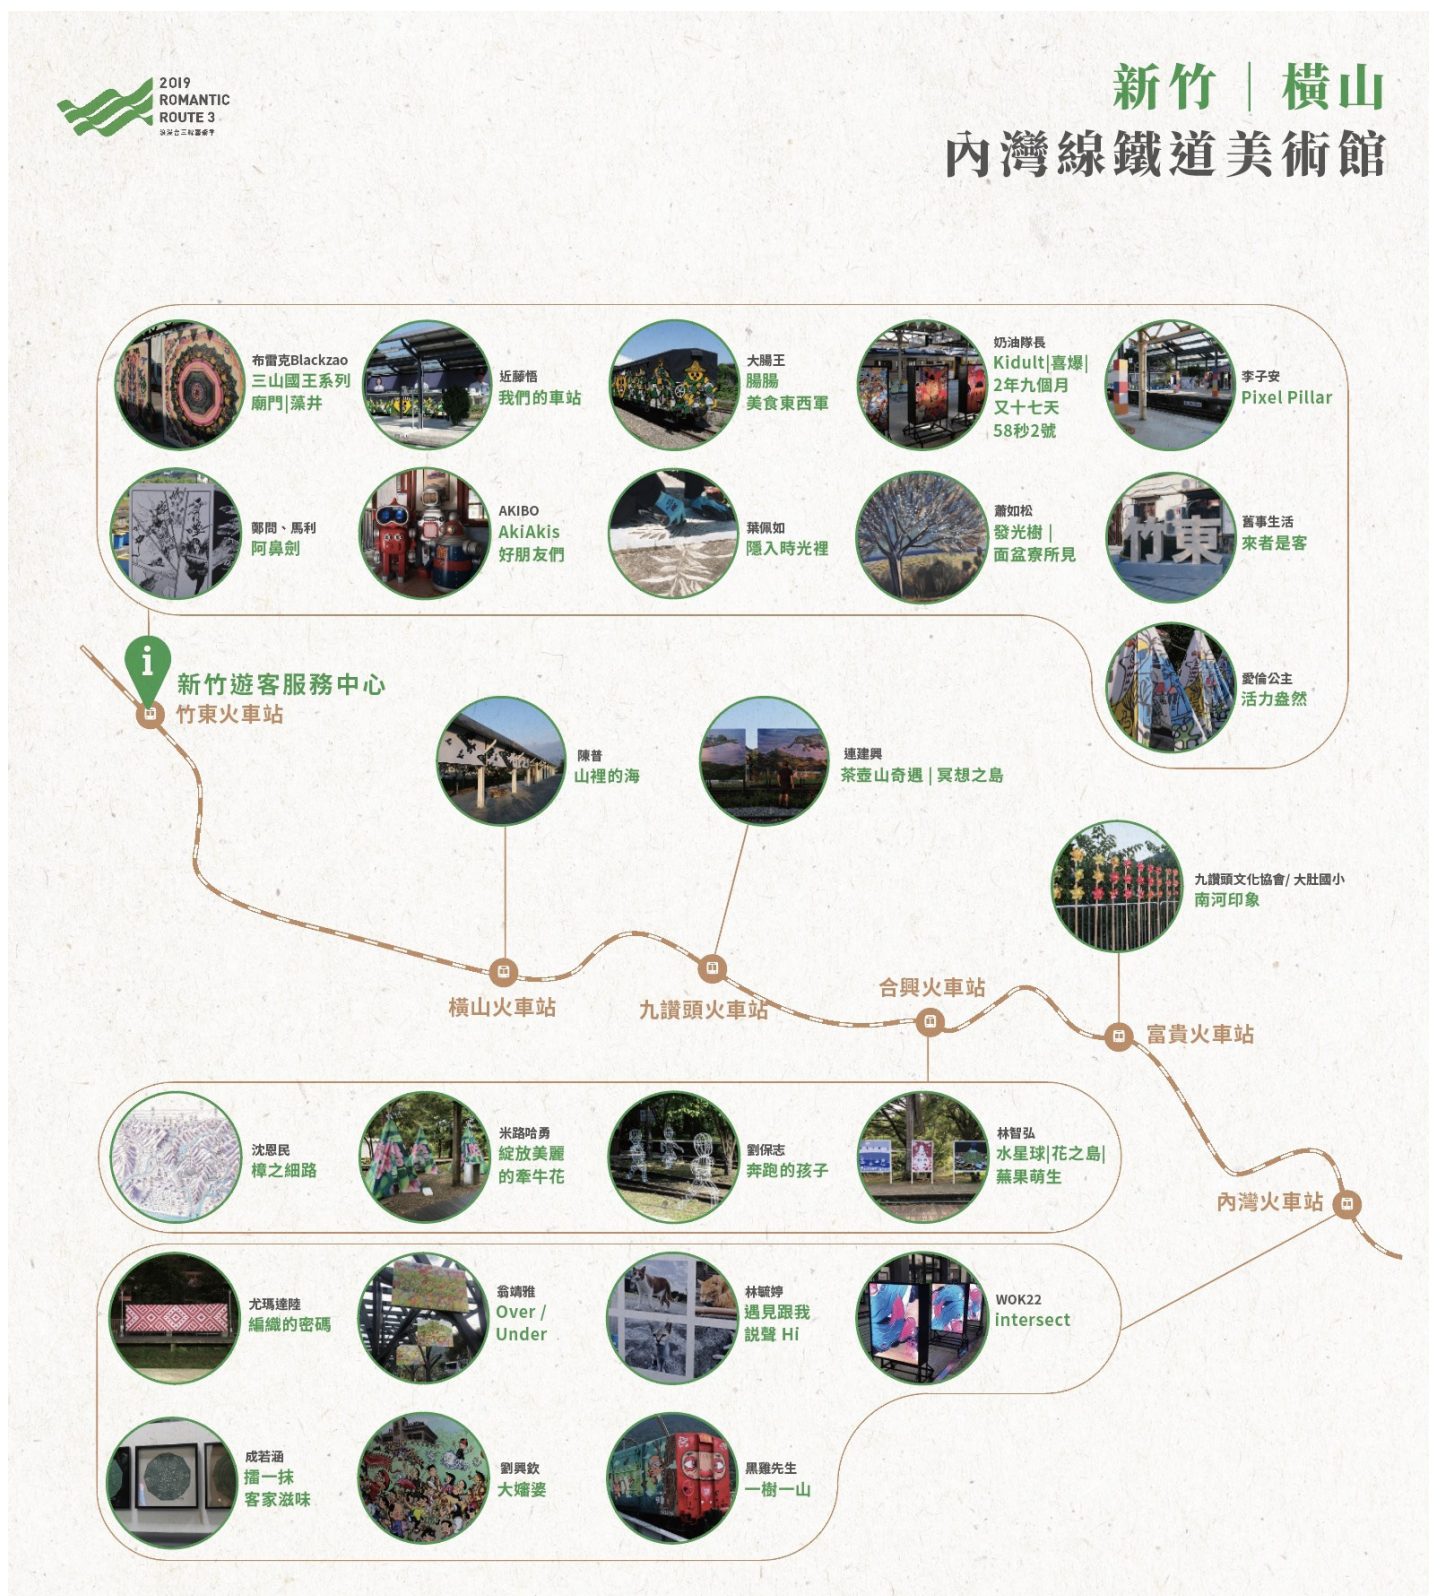 2019
ROMANTIC
ROUTE 3
浪漫台三線藝術季
新竹｜橫山
內灣線鐵道美術館
布雷克Blackzao
三山國王系列
廟門|藻井
近藤悟
我們的車站
大腸王
腸腸
美食東西軍
奶油隊長
Kidult|喜爆|
2年九個月
又十七天
58秒2號
李子安
Pixel Pillar
鄭問、馬利
阿鼻劍
AKIBO
AkiAkis
好朋友們
葉佩如
隱入時光裡
蕭如松
發光樹 |
面盆寮所見
舊事生活
來者是客
竹東
愛倫公主
活力盎然
新竹遊客服務中心
竹東火車站
陳普
山裡的海
連建興
茶壺山奇遇 | 冥想之島
九讚頭文化協會/ 大肚國小
南河印象
橫山火車站
九讚頭火車站
合興火車站
富貴火車站
內灣火車站
沈恩民
樟之細路
米路哈勇
綻放美麗
的牽牛花
劉保志
奔跑的孩子
林智弘
水星球|花之島|
蕪果萌生
尤瑪達陸
編織的密碼
翁靖雅
Over /
Under
林毓婷
遇見跟我
説聲 Hi
WOK22
intersect
成若涵
擂一抹
客家滋味
劉興欽
大嬸婆
黑雞先生
一樹一山